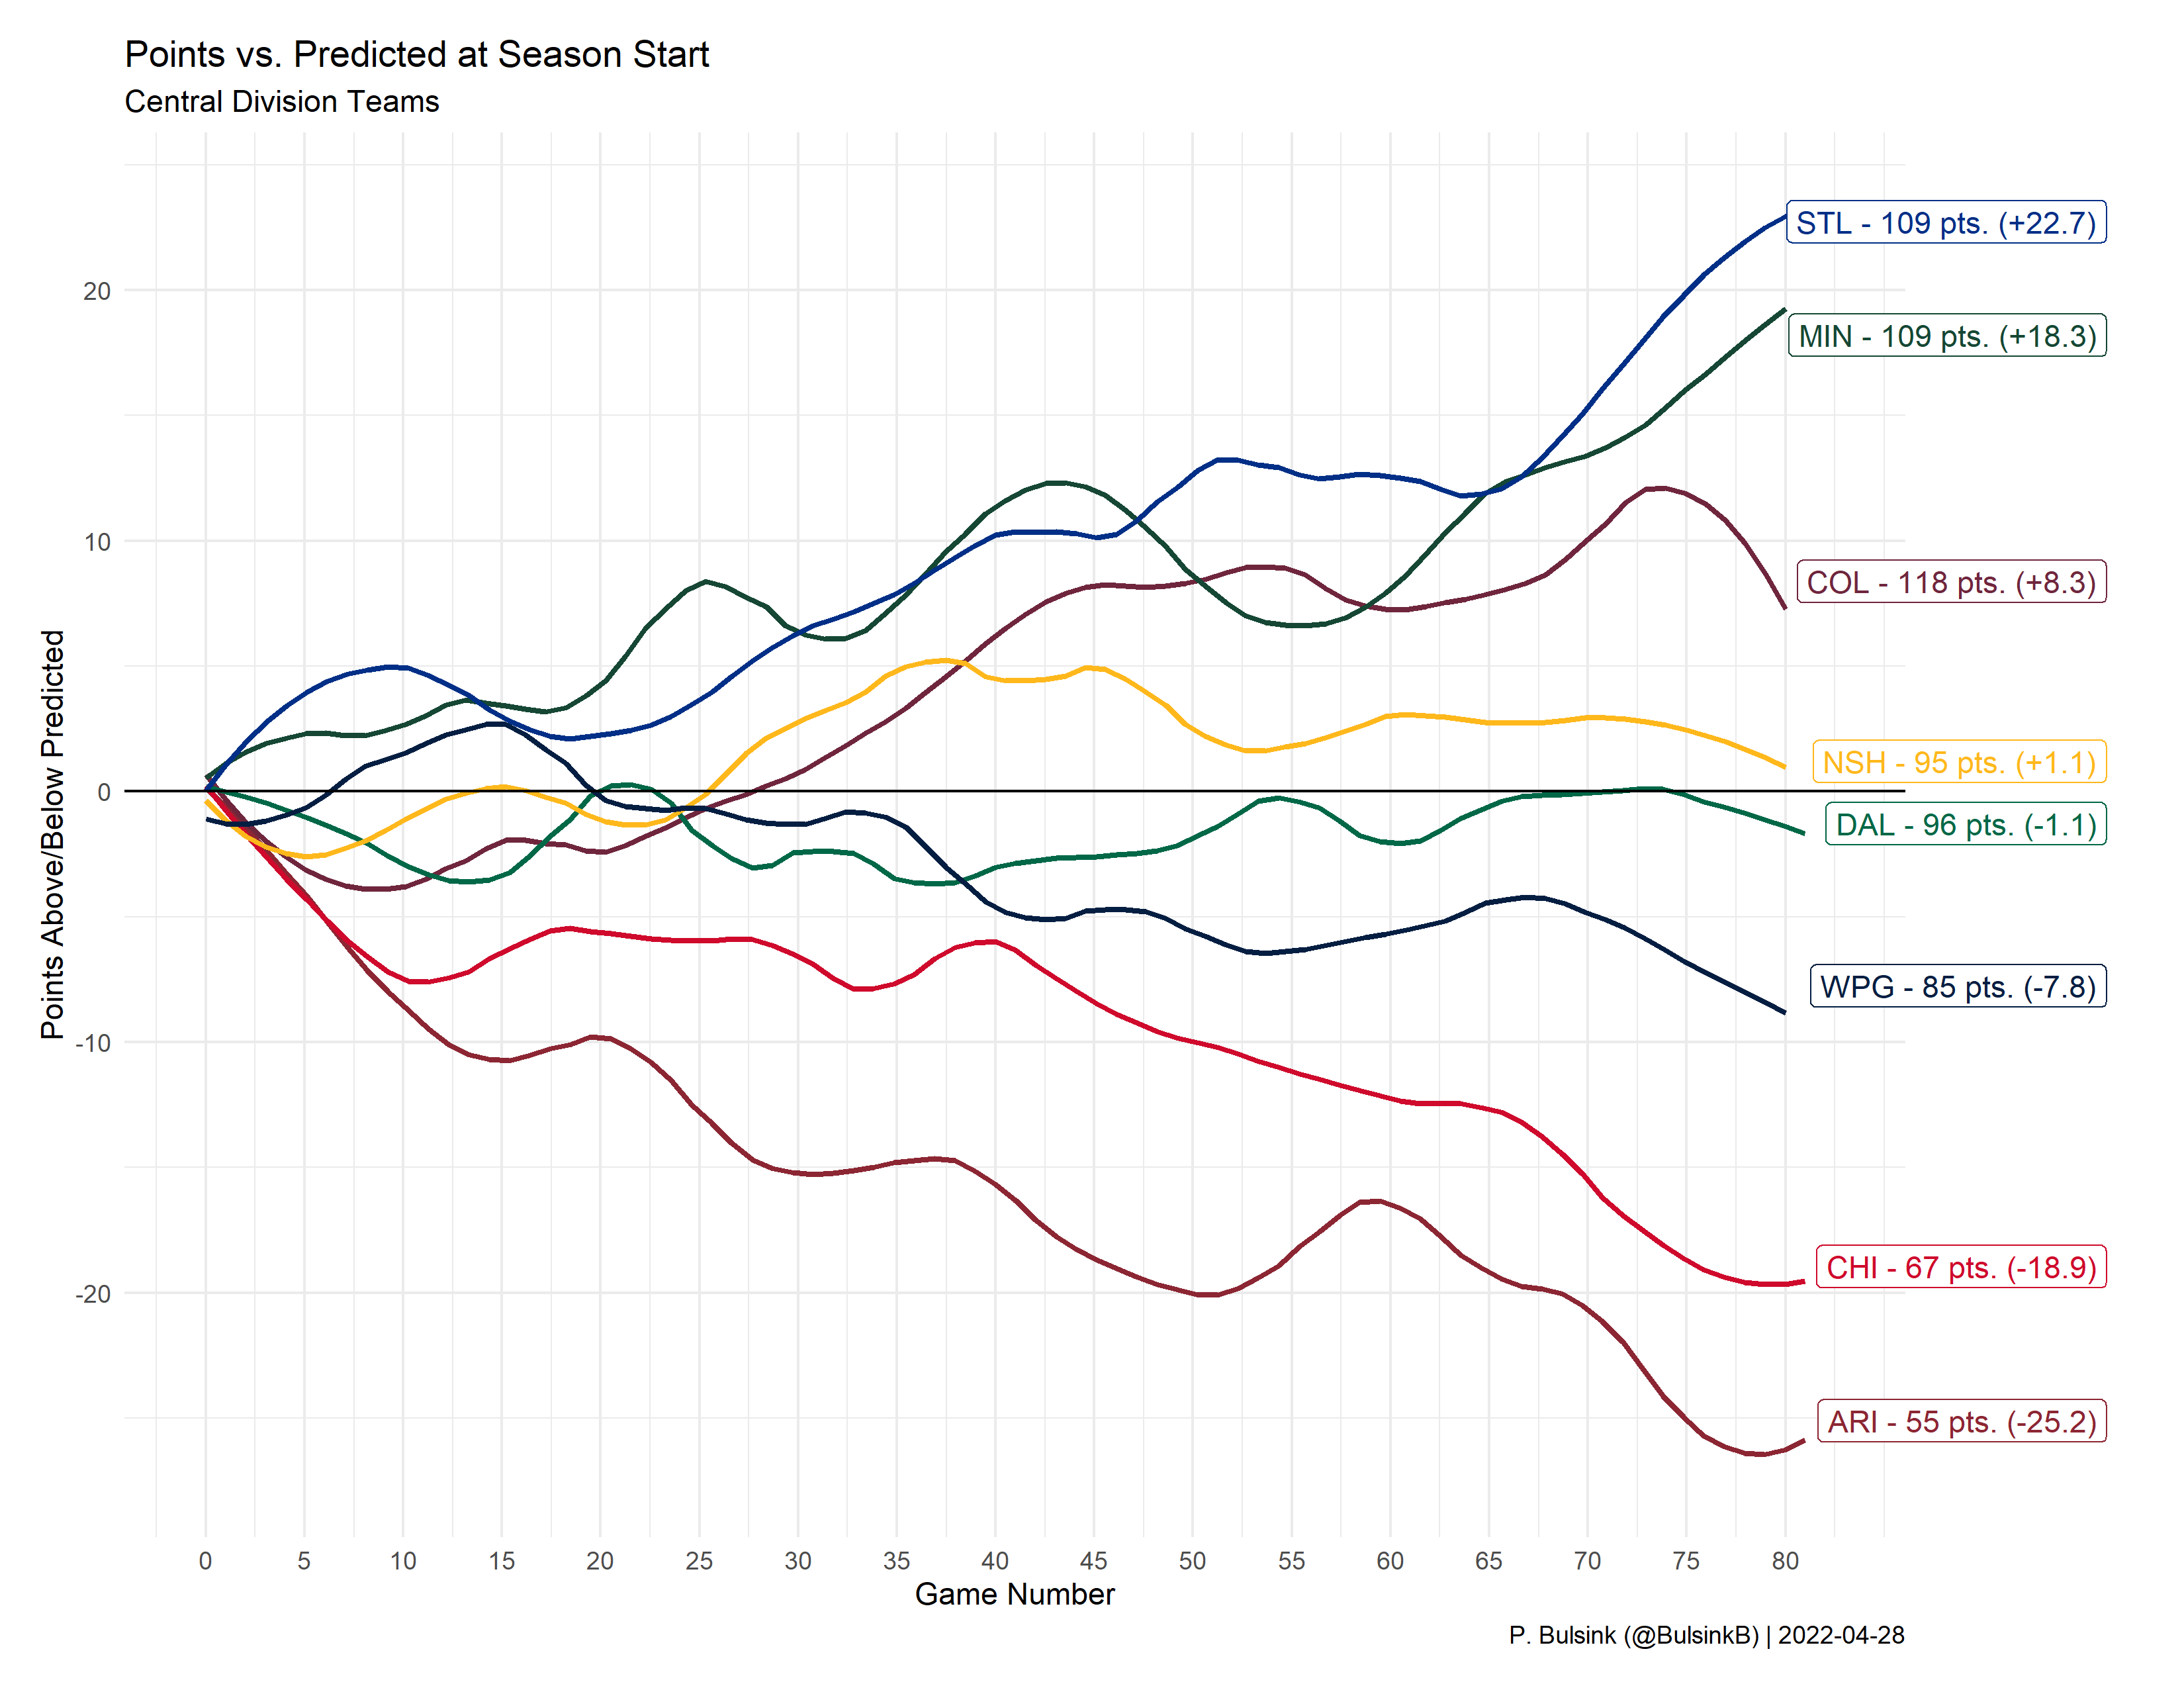 Points vs. Predicted at Season Start
Central Division Teams
Points Above/Below Predicted
20
10
0
-10
-20
STL - 109 pts. (+22.7)
MIN - 109 pts. (+18.3)
COL - 118 pts. (+8.3)
NSH - 95 pts. (+1.1)
DAL - 96 pts. (-1.1)
WPG - 85 pts. (-7.8)
CHI - 67 pts. (-18.9)
ARI - 55 pts. (-25.2)
0 5 10 15 20 25 30 35 40 45 50 55 60 65 70 75 80
Game Number
P. Bulsink (@BulsinkB) | 2022-04-28